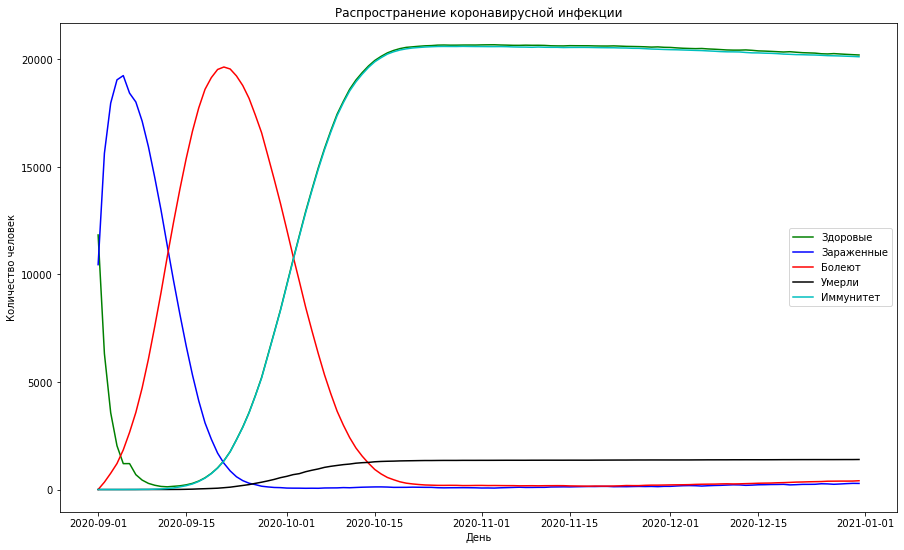 Распространение коронавирусной инфекции
Количество человек
20000
15000
10000
5000
0
Здоровые
Зараженные
Болеют
Умерли
Иммунитет
2020-09-01 2020-09-15 2020-10-01 2020-10-15 2020-11-01 2020-11-15 2020-12-01 2020-12-15 2021-01-01
День